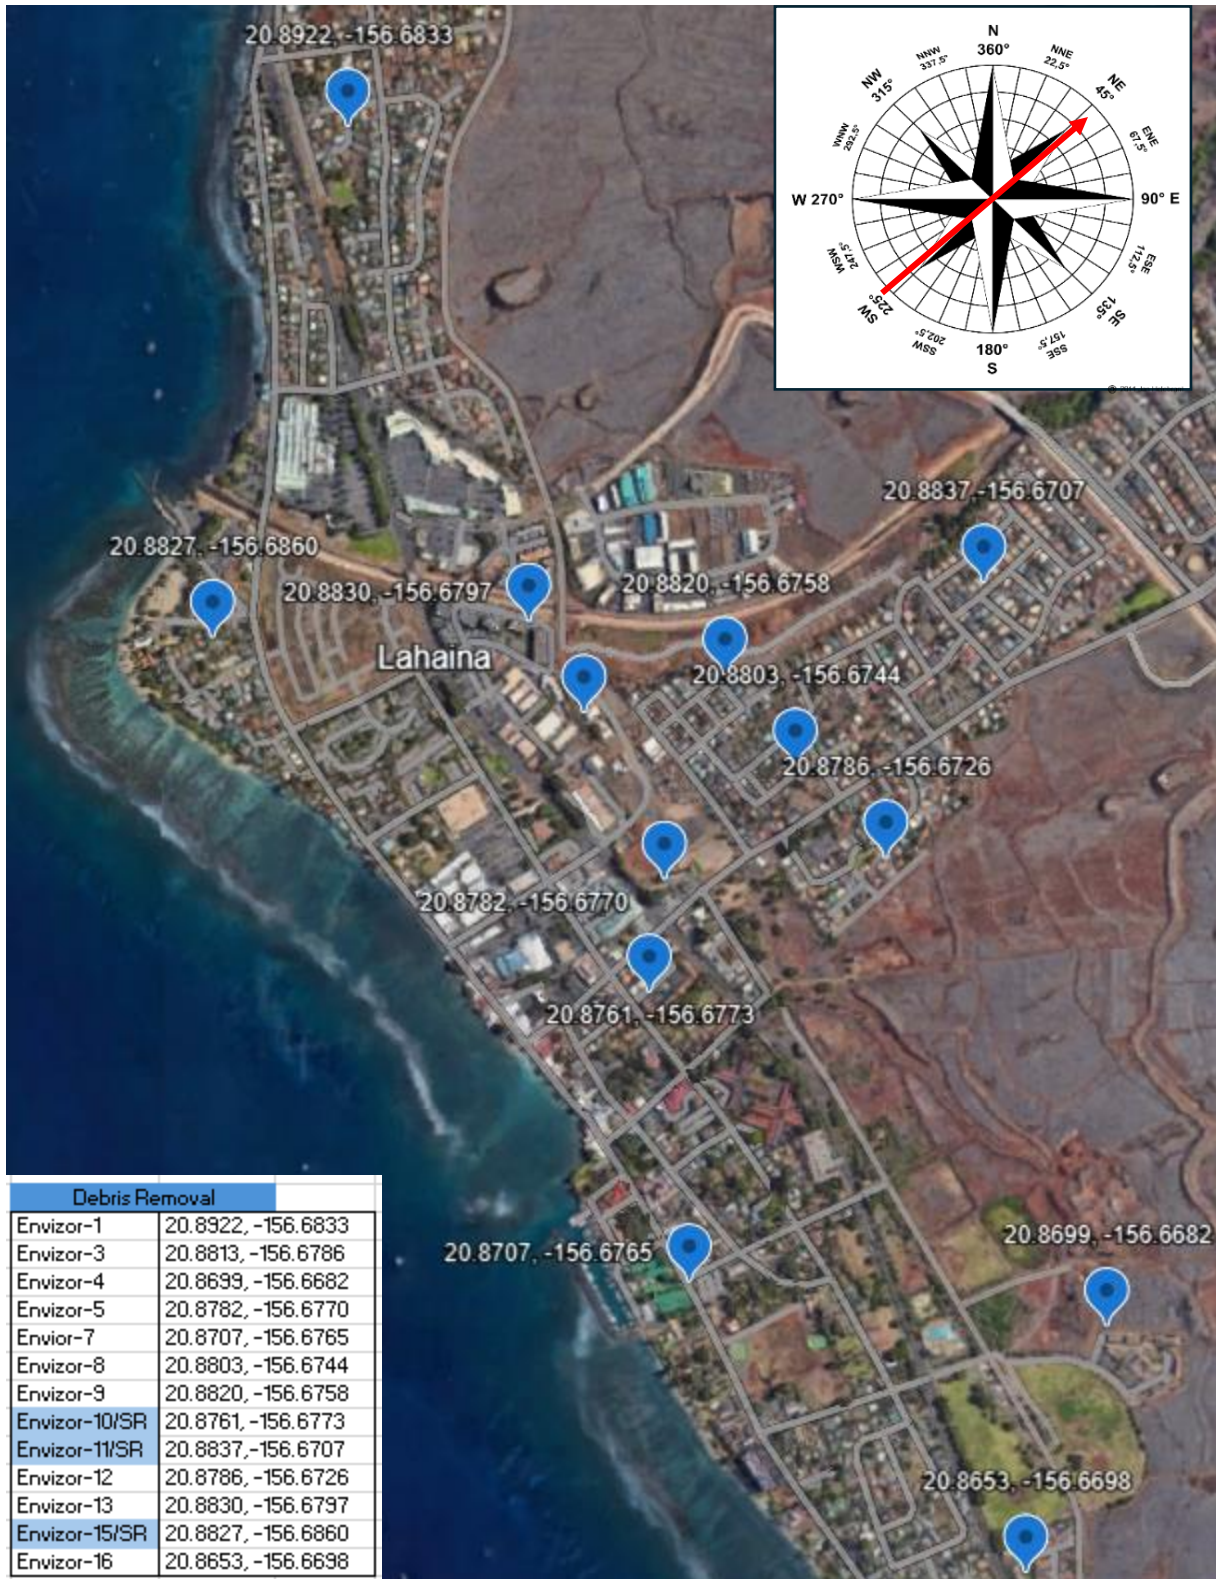 20.8922, -156.6833
N
360°
NNW
337,5°
NNE
22,5°
NW
315°
NE
45°
WNW
292,5°
ENE
67,5°
W 270°
90° E
WSW
247,5°
ESE
112,5°
SW
225°
SE
135°
SSW
202,5°
SSE
157,5°
180°
S
20.8837,-156.6707
20.8827, -156.6860
20.8830, -156.6797
20.8820, -156.6758
Lahaina
20.8803, -156.6744
20.8786, -156.6726
20.8782, -156.6770
20.8761, -156.6773
20.8707, -156.6765
20.8699, -156.6682
20.8653, -156.6698
Debris Removal
Envizor-1 20.8922, -156.6833
Envizor-3 20.8813, -156.6786
Envizor-4 20.8699, -156.6682
Envizor-5 20.8782, -156.6770
Envior-7 20.8707, -156.6765
Envizor-8 20.8803, -156.6744
Envizor-9 20.8820, -156.6758
Envizor-10/SR 20.8761, -156.6773
Envizor-11/SR 20.8837,-156.6707
Envizor-12 20.8786, -156.6726
Envizor-13 20.8830, -156.6797
Envizor-15/SR 20.8827, -156.6860
Envizor-16 20.8653, -156.6698